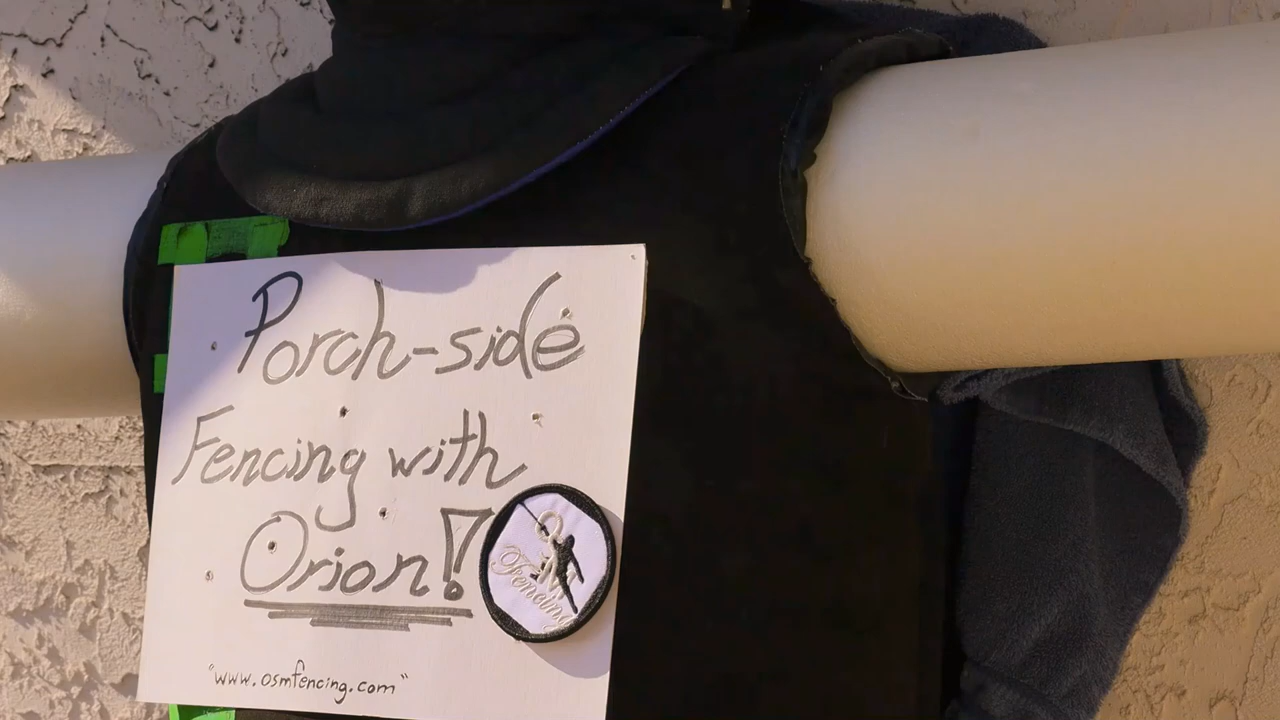 Porch-side
Fencing with
Orion!
Fencing
"www.osmfencing.com"